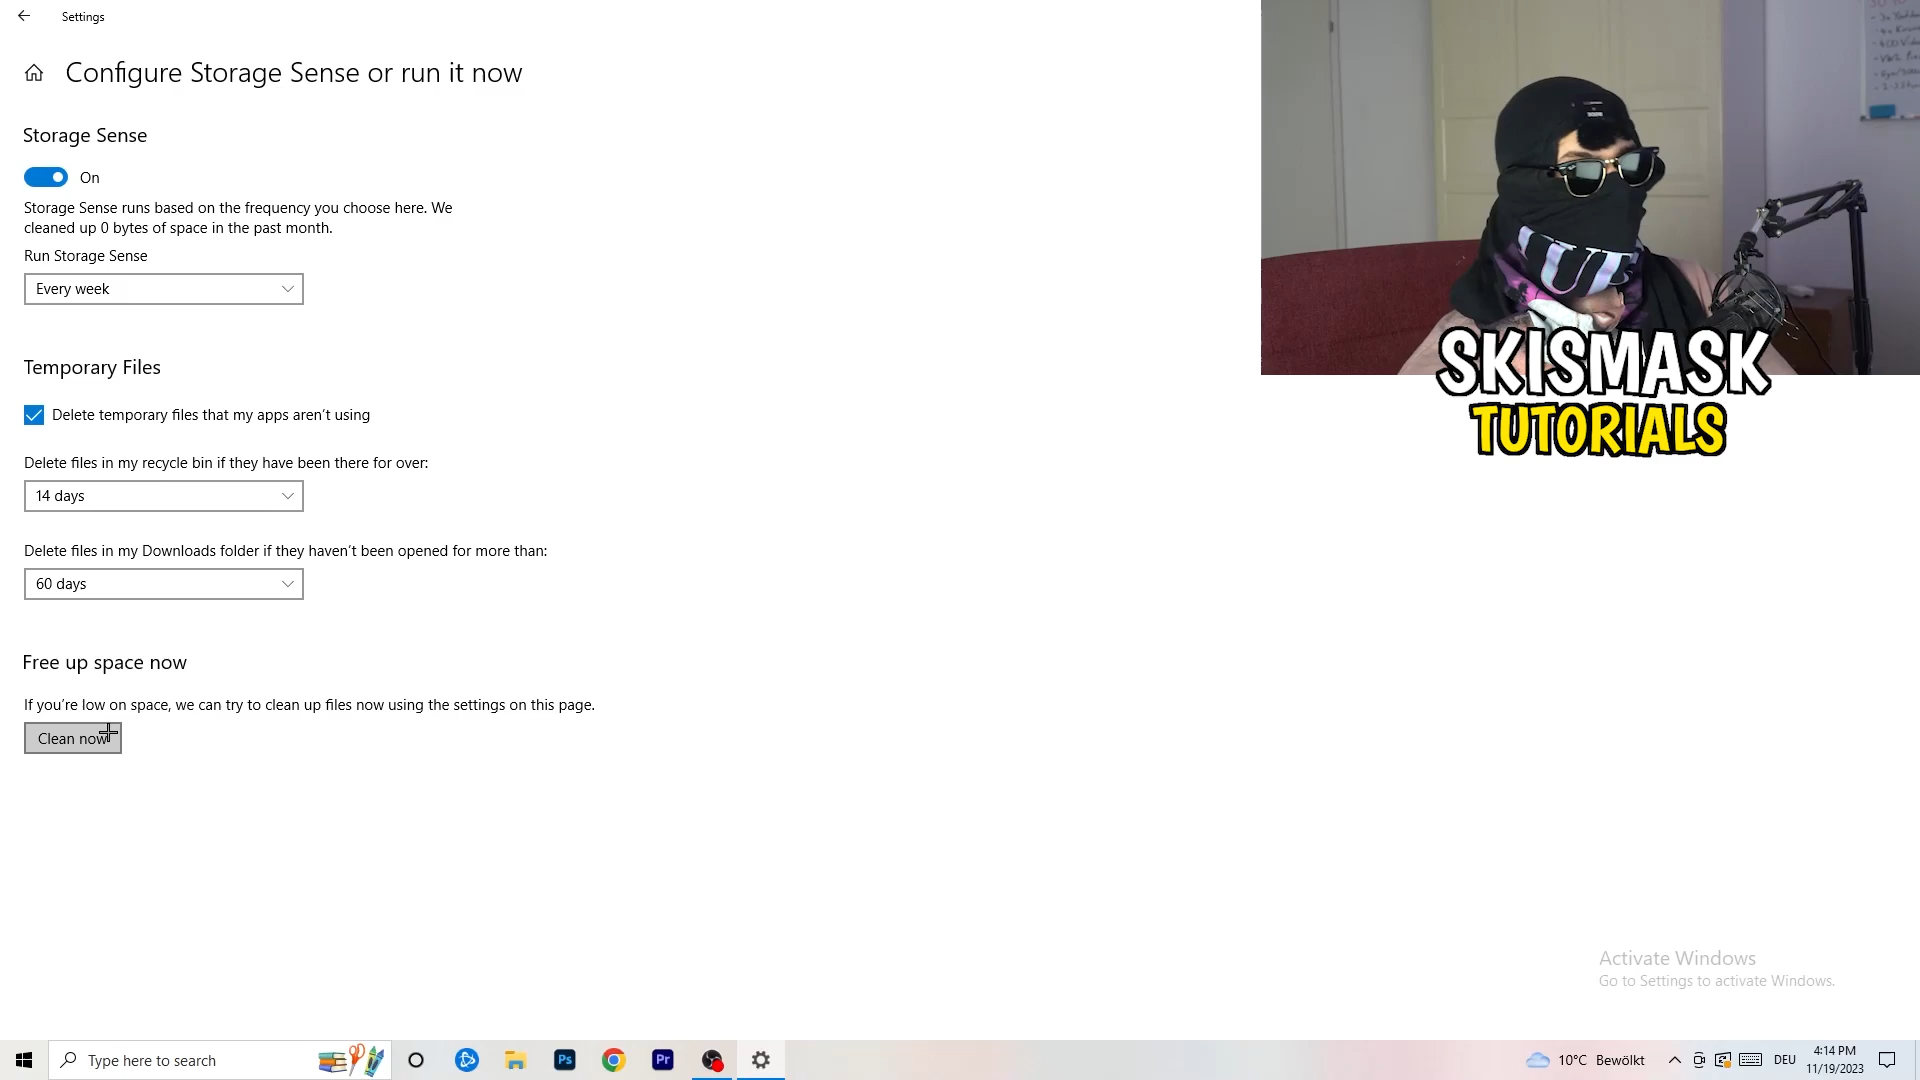 Settings
Configure Storage Sense or run it now
Storage Sense
On
Storage Sense runs based on the frequency you choose here. We
cleaned up 0 bytes of space in the past month.
Run Storage Sense
Every week
Temporary Files
Delete temporary files that my apps aren't using
Delete files in my recycle bin if they have been there for over:
14 days
Delete files in my Downloads folder if they haven't been opened for more than:
60 days
Free up space now
If you're low on space, we can try to clean up files now using the settings on this page.
Clean now
SKISMASK
TUTORIALS
Activate Windows
Go to Settings to activate Windows.
Type here to search
Ps
Pr
10°C Bewölkt
DEU
4:14 PM
11/19/2023